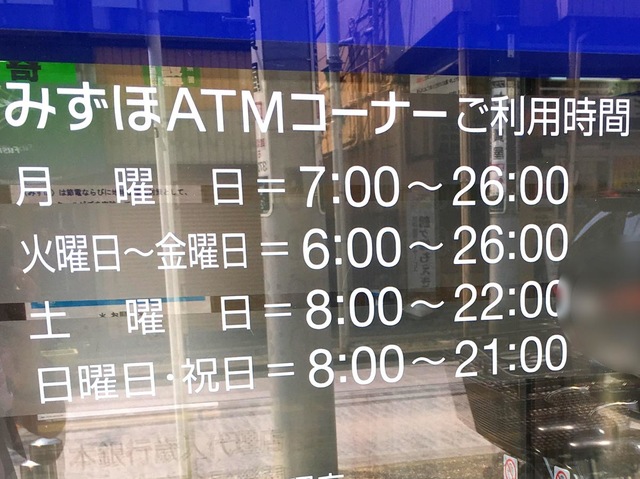 みずほATMコーナーご利用時間
月曜日=7:00～26:00
火曜日～金曜日=6:00～26:00
土曜日=8:00～22:00
日曜日・祝日=8:00～21:00